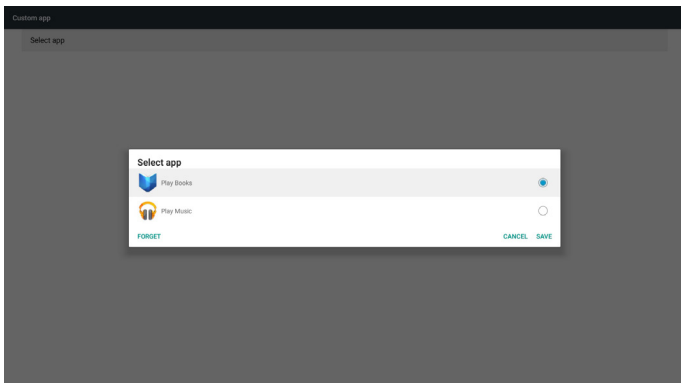 Custom app
Select app
Select app
Play Books
Play Music
FORGET CANCEL SAVE